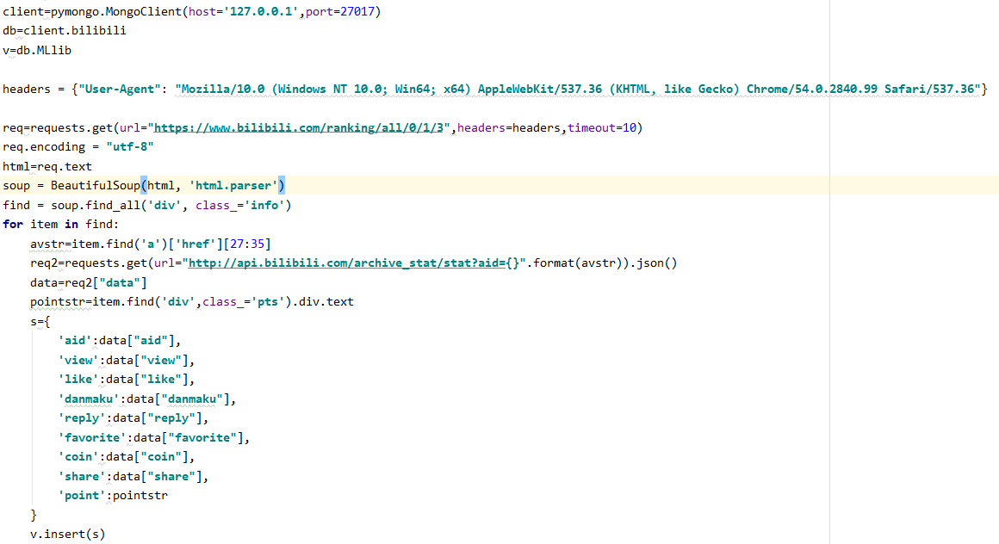 client=pymongo.MongoClient(host='127.0.0.1',port=27017)
db=client.bilibili
v=db.MLlib
headers = {"User-Agent": "Mozilla/10.0 (Windows NT 10.0; Win64; x64) AppleWebKit/537.36 (KHTML, like Gecko) Chrome/54.0.2840.99 Safari/537.36"}
req=requests.get(url="https://www.bilibili.com/ranking/all/0/1/3",headers=headers,timeout=10)
req.encoding = "utf-8"
html=req.text
soup = BeautifulSoup(html, 'html.parser')
find = soup.find_all('div', class_='info')
for item in find:
    avstr=item.find('a')['href'][27:35]
    req2=requests.get(url="http://api.bilibili.com/archive_stat/stat?aid={}".format(avstr)).json()
    data=req2["data"]
    pointstr=item.find('div',class_='pts').div.text
    s={
        'aid':data["aid"],
        'view':data["view"],
        'like':data["like"],
        'danmaku':data["danmaku"],
        'reply':data["reply"],
        'favorite':data["favorite"],
        'coin':data["coin"],
        'share':data["share"],
        'point':pointstr
    }
    v.insert(s)